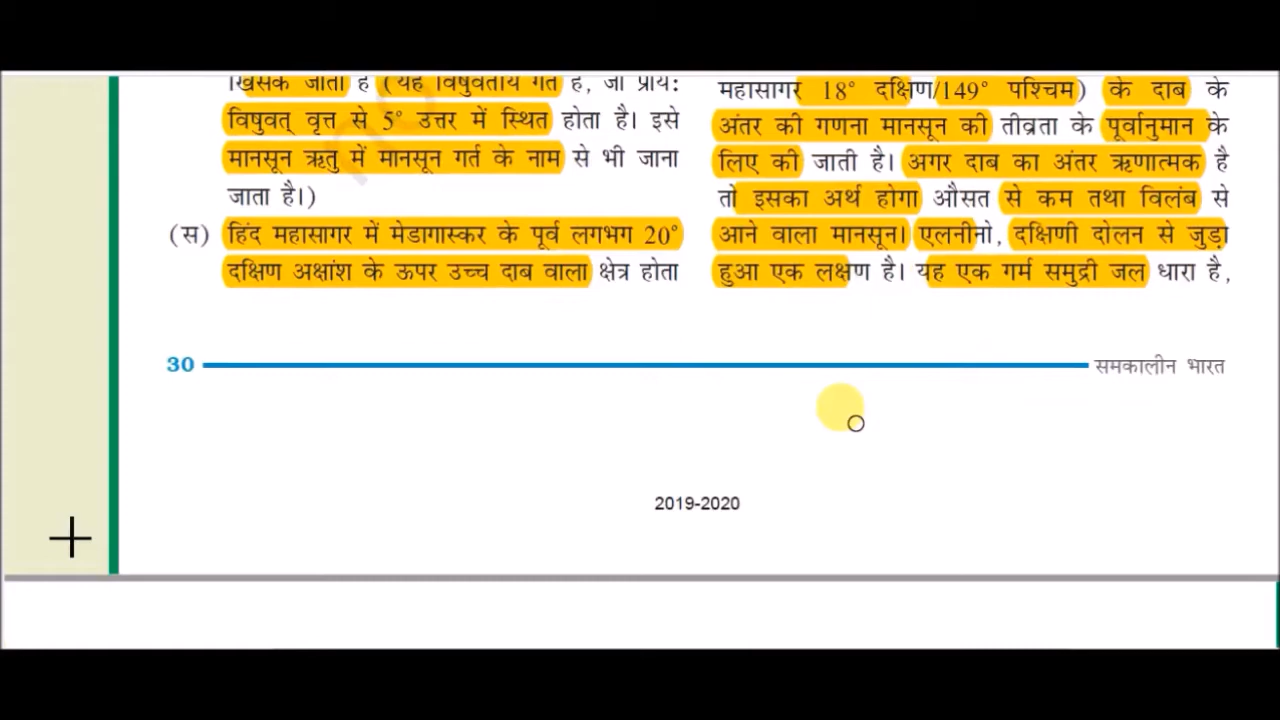 खिसक जाती है (यह विषुवतीय गर्त है, जो प्राय:
विषुवत् वृत्त से 5° उत्तर में स्थित होता है। इसे
मानसून ऋतु में मानसून गर्त के नाम से भी जाना
जाता है।)
(स) हिंद महासागर में मेडागास्कर के पूर्व लगभग 20°
दक्षिण अक्षांश के ऊपर उच्च दाब वाला क्षेत्र होता
महासागर 18° दक्षिण/149° पश्चिम) के दाब के
अंतर की गणना मानसून की तीव्रता के पूर्वानुमान के
लिए की जाती है। अगर दाब का अंतर ऋणात्मक है
तो इसका अर्थ होगा औसत से कम तथा विलंब से
आने वाला मानसून। एलनीनो, दक्षिणी दोलन से जुड़ा
हुआ एक लक्षण है। यह एक गर्म समुद्री जल धारा है,
30
समकालीन भारत
2019-2020